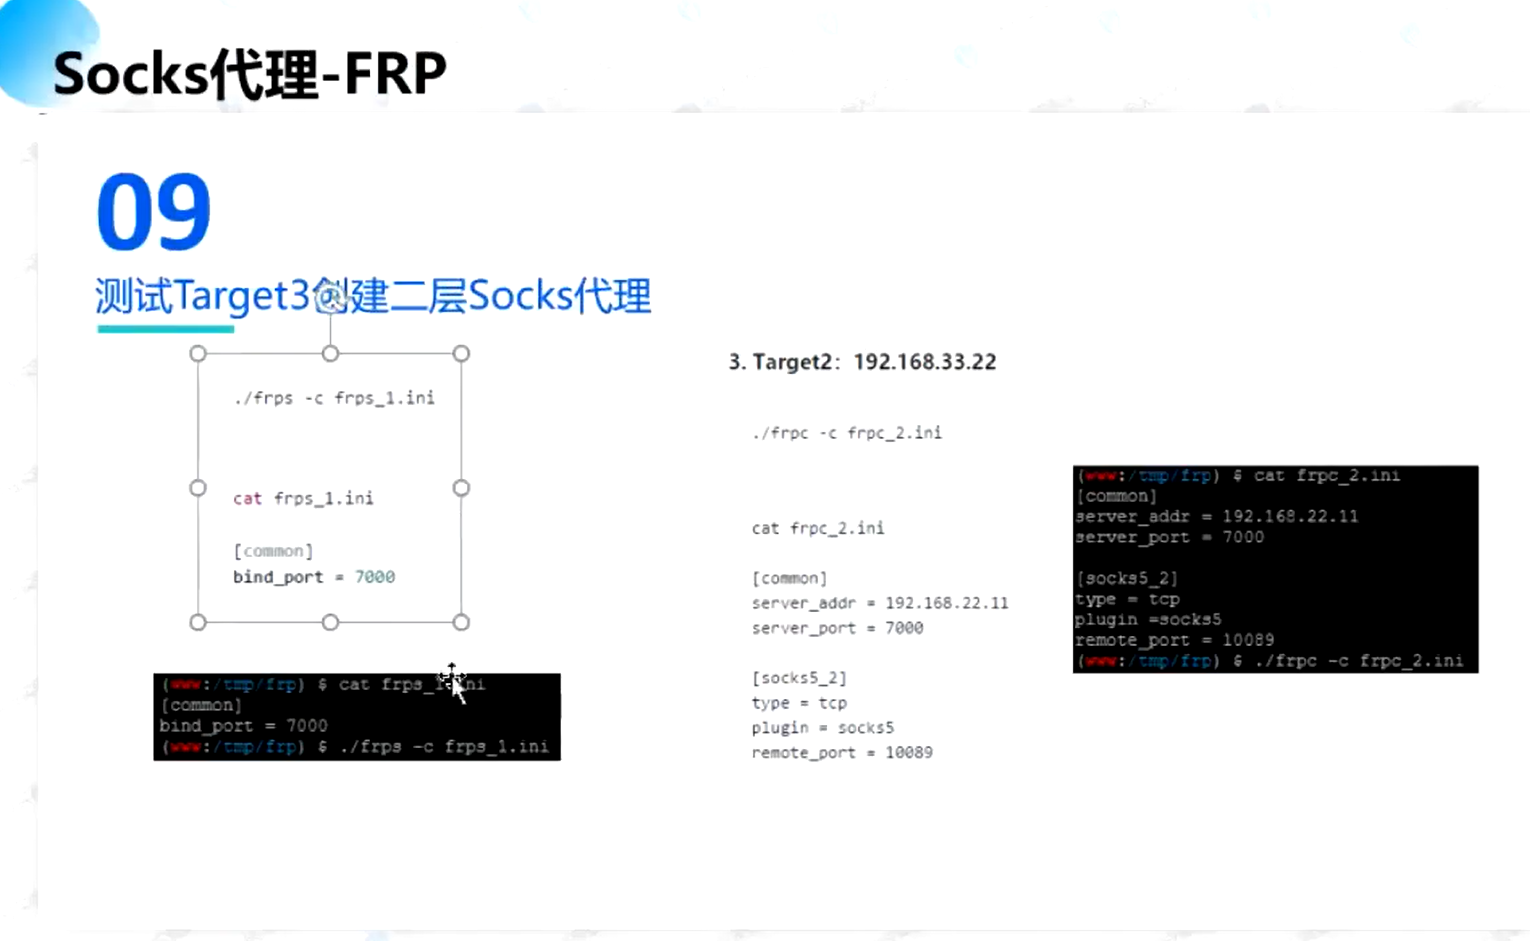 Socks代理-FRP
09
测试Target3创建二层Socks代理
./frps -c frps_1.ini
cat frps_1.ini
[common]
bind_port = 7000
(www:/tmp/frp) $ cat frps_1.ini
[common]
bind_port = 7000
(www:/tmp/frp) $ ./frps -c frps_1.ini
3. Target2：192.168.33.22
./frpc -c frpc_2.ini
cat frpc_2.ini
[common]
server_addr = 192.168.22.11
server_port = 7000
[socks5_2]
type = tcp
plugin = socks5
remote_port = 10089
(www:/tmp/frp) $ cat frpc_2.ini
[common]
server_addr = 192.168.22.11
server_port = 7000
[socks5_2]
type = tcp
plugin =socks5
remote_port = 10089
(www:/tmp/frp) $ ./frpc -c frpc_2.ini